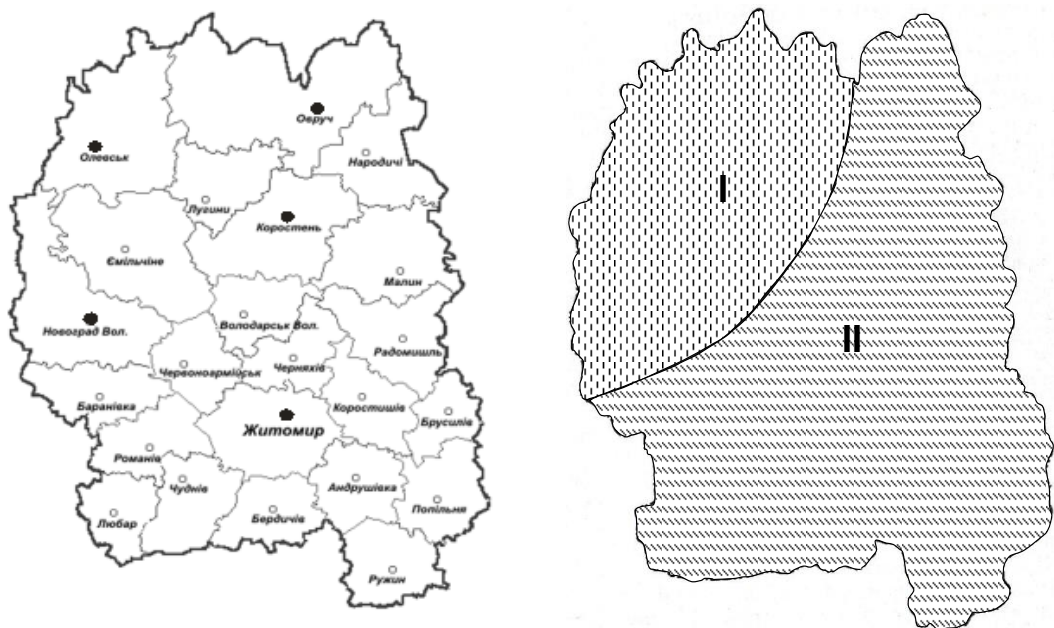 Овруч
Олевськ
Народичі
Лугини
Коростень
Ємільчіне
Малин
Новоград Вол.
Володарськ Вол.
Радомишль
Червоноармійськ
Черняхів
Баранівка
Коростишів
Брусилів
Житомир
Романів
Чуднів
Андрушівка
Любар
Бердичів
Попільня
Ружин
I
II